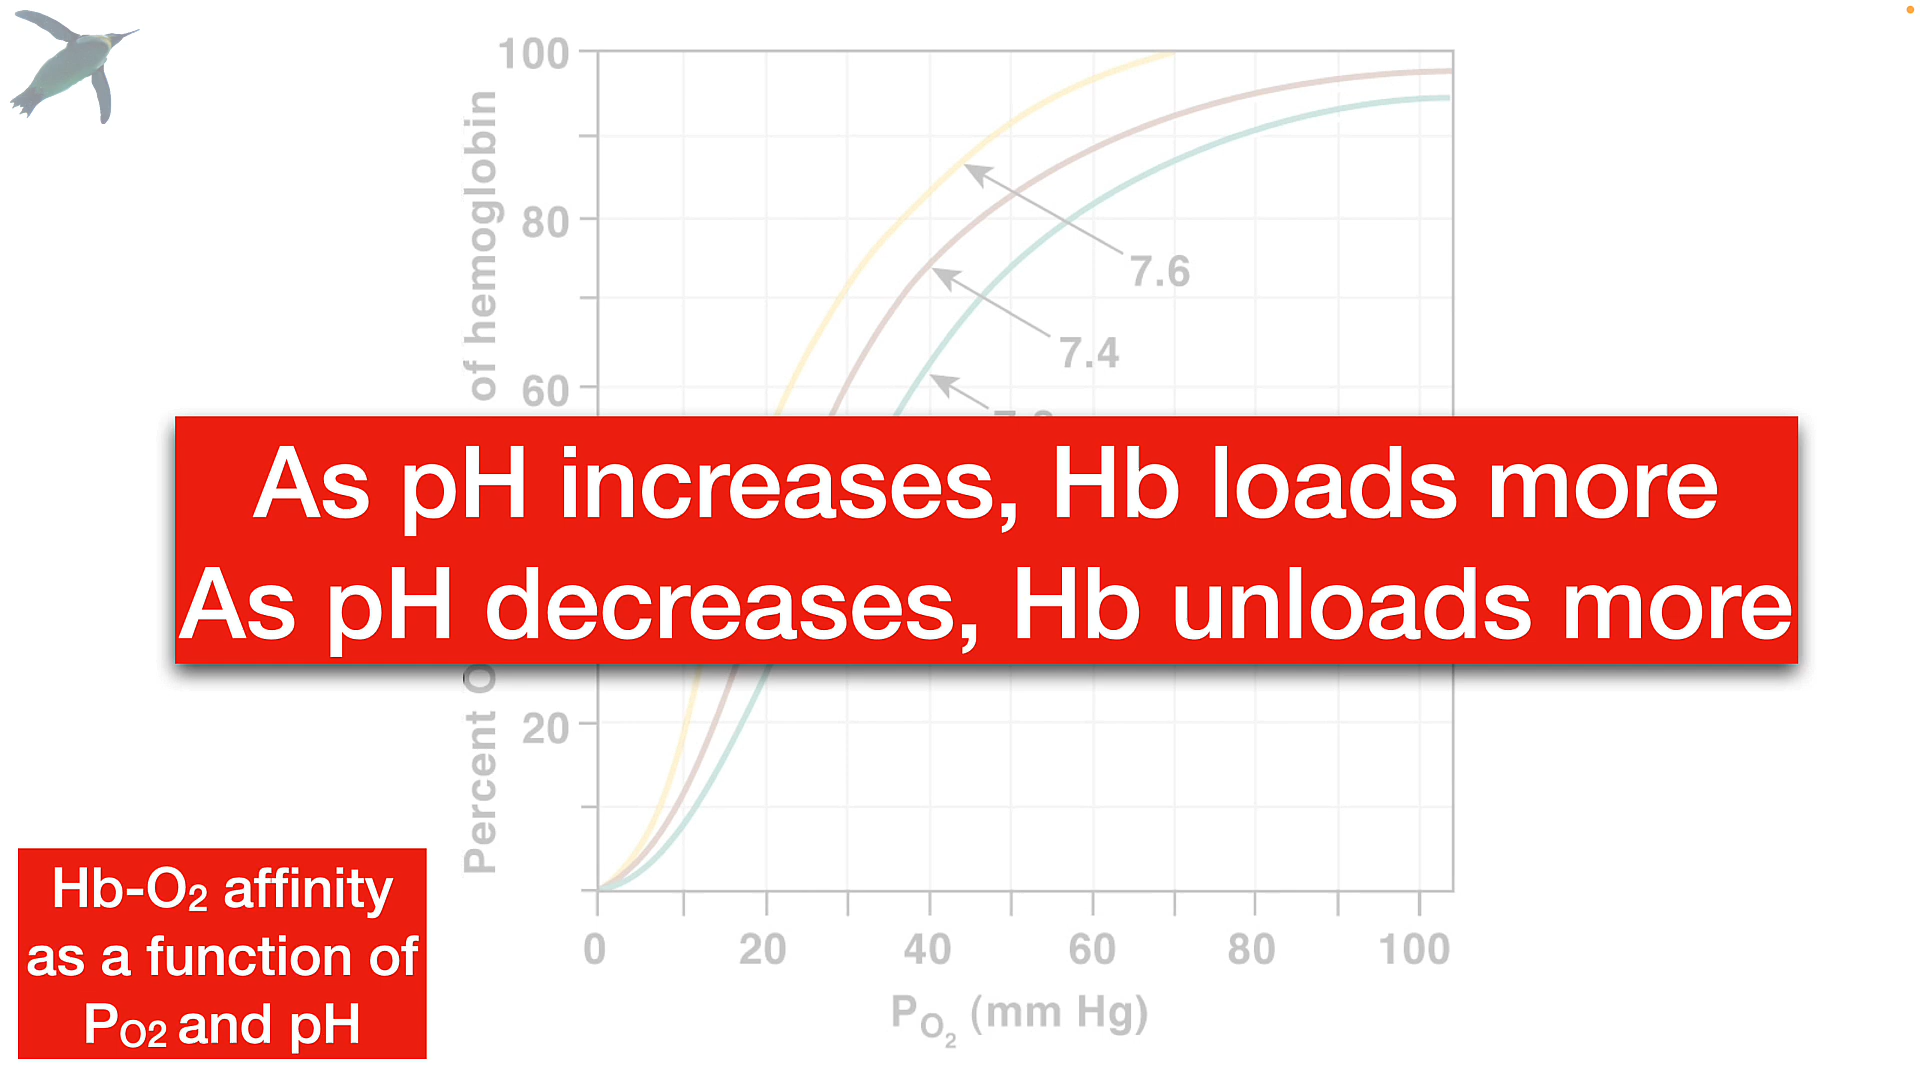 100
80
60
20
of hemoglobin
Percent O
7.6
7.4
As pH increases, Hb loads more
As pH decreases, Hb unloads more
Hb-O₂ affinity
as a function of
PO2 and pH
0 20 40 60 80 100
PO₂ (mm Hg)